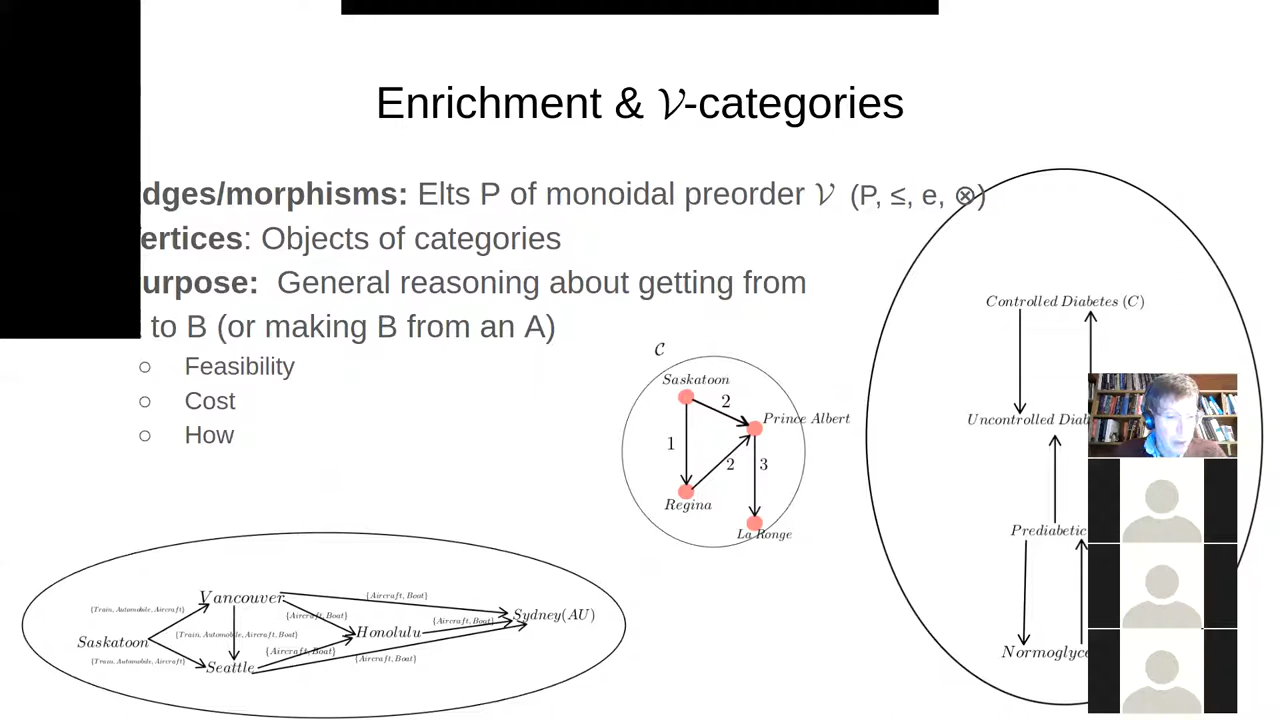 Enrichment & 𝒱-categories
dges/morphisms: Elts P of monoidal preorder 𝒱 (P, ≤, e, ⊗)
ertices: Objects of categories
urpose: General reasoning about getting from
to B (or making B from an A)
○ Feasibility
○ Cost
○ How
𝒞
Saskatoon
2
Prince Albert
1
2
3
Regina
La Ronge
Controlled Diabetes (C)
Uncontrolled Diab
Prediabetic
Normoglyc
Vancouver
{Aircraft, Boat}
{Train, Automobile, Aircraft}
{Aircraft, Boat}
Sydney(AU)
{Aircraft, Boat}
Saskatoon
{Train, Automobile, Aircraft, Boat}
Honolulu
{Aircraft, Boat}
{Train, Automobile, Aircraft}
Seattle
{Aircraft, Boat}